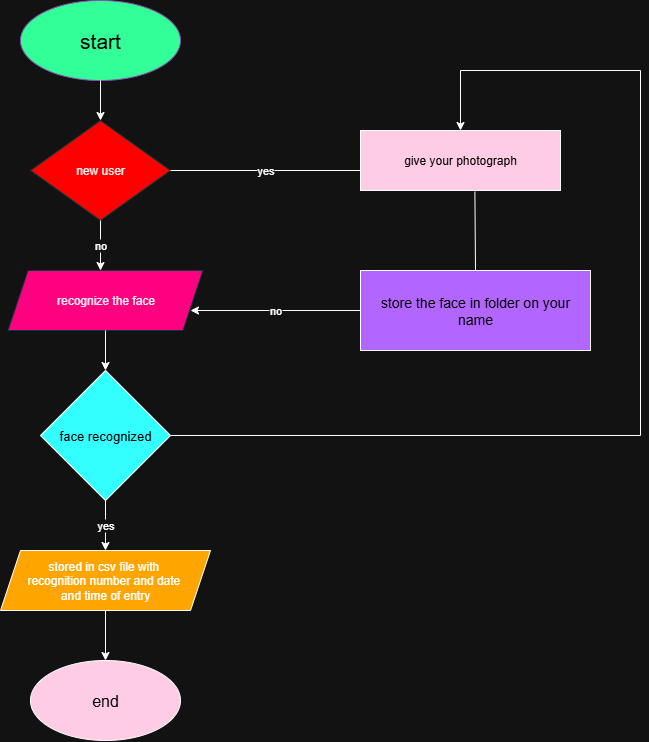 start
new user
yes
give your photograph
no
recognize the face
no
store the face in folder on your
name
face recognized
yes
stored in csv file with
recognition number and date
and time of entry
end